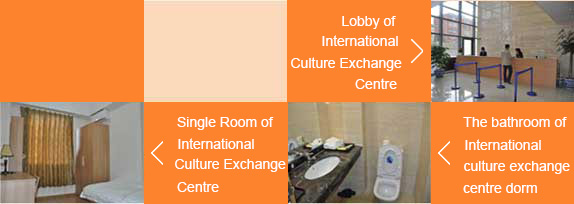 Lobby of
International
Culture Exchange
Centre
Single Room of
International
Culture Exchange
Centre
The bathroom of
International
culture exchange
centre dorm